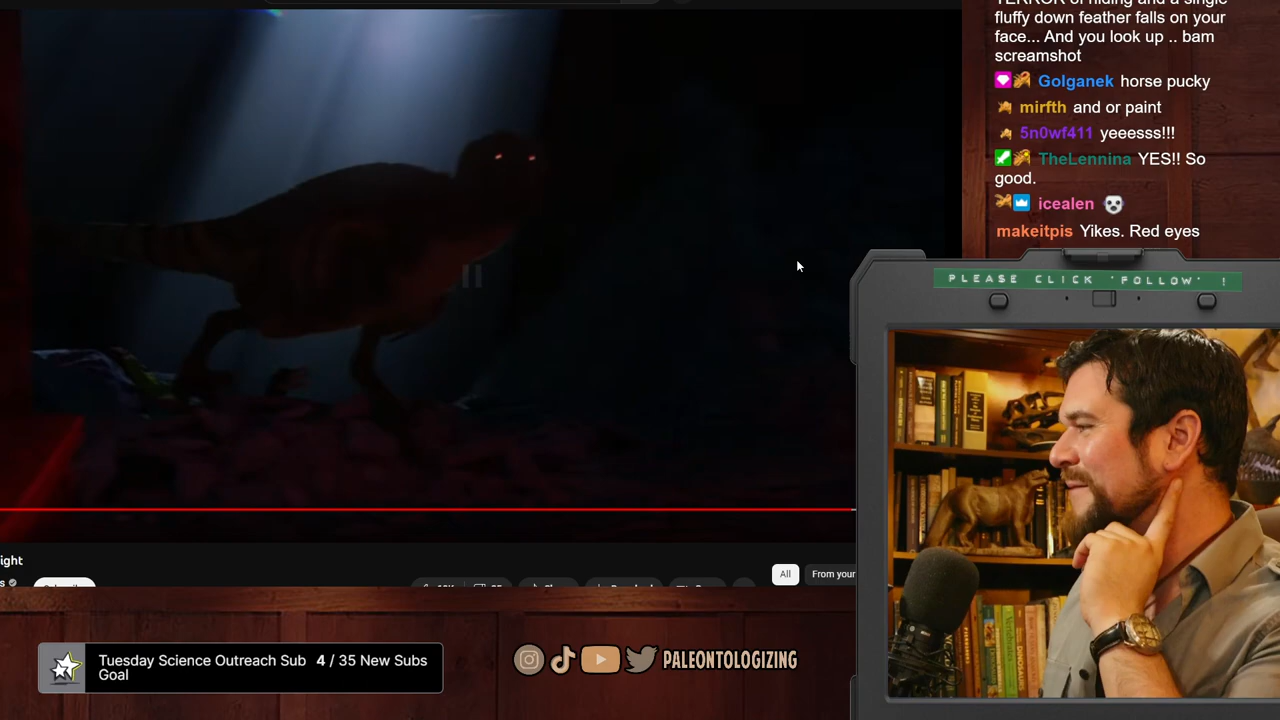 TERROR of hiding and a single
fluffy down feather falls on your
face... And you look up .. bam
screamshot
Golganek horse pucky
mirfth and or paint
5n0wf411 yeeesss!!!
TheLennina YES!! So
good.
icealen
makeitpis Yikes. Red eyes
PLEASE CLICK 'FOLLOW' !
ight
s
All
From your
Tuesday Science Outreach Sub 4 / 35 New Subs
Goal
PALEONTOLOGIZING